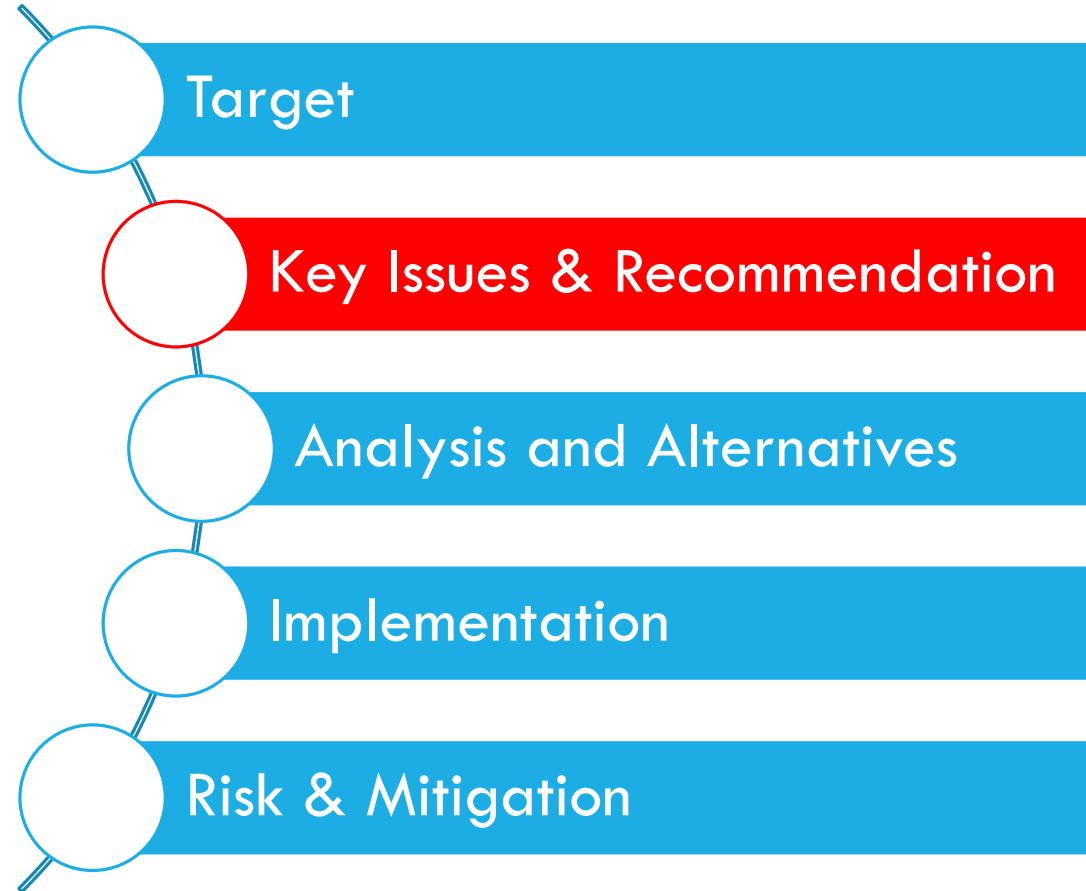 Target
Key Issues & Recommendation
Analysis and Alternatives
Implementation
Risk & Mitigation